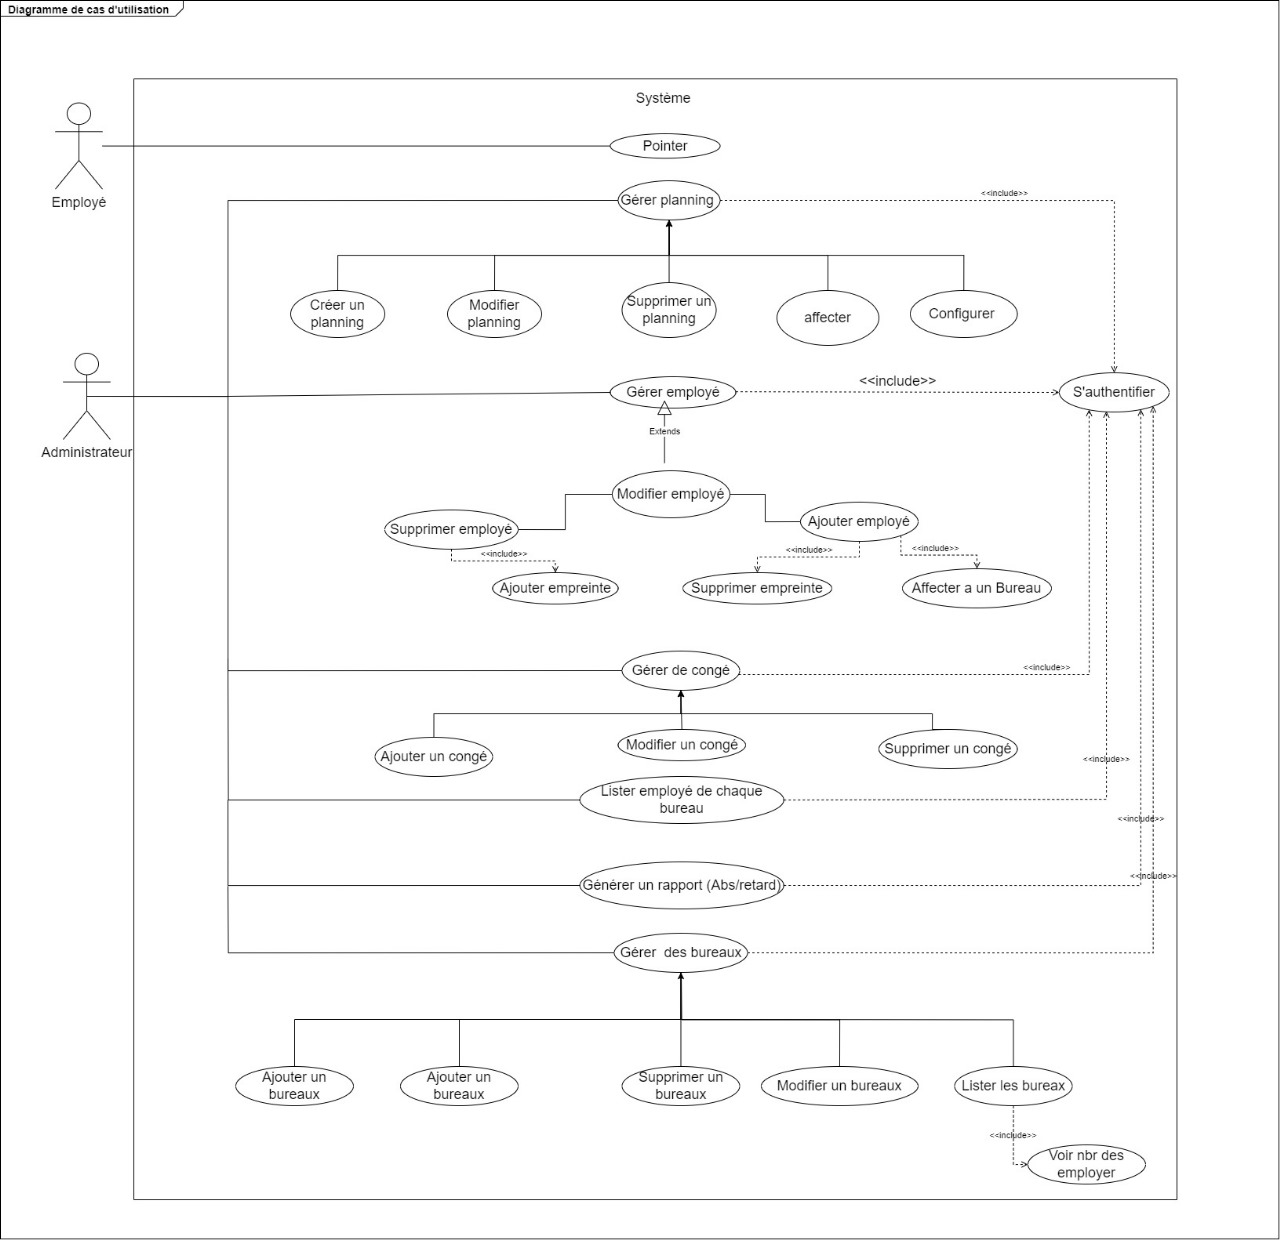 Diagramme de cas d'utilisation
Système
Pointer
Employé
Gérer planning
<<include>>
Créer un
planning
Modifier
planning
Supprimer un
planning
affecter
Configurer
Administrateur
Gérer employé
<<include>>
S'authentifier
Extends
Modifier employé
Supprimer employé
Ajouter employé
<<include>>
<<include>>
<<include>>
Ajouter empreinte
Supprimer empreinte
Affecter a un Bureau
Gérer de congé
<<include>>
Ajouter un congé
Modifier un congé
Supprimer un congé
<<include>>
Lister employé de chaque
bureau
<<include>>
Générer un rapport (Abs/retard)
<<include>>
Gérer  des bureaux
Ajouter un
bureaux
Ajouter un
bureaux
Supprimer un
bureaux
Modifier un bureaux
Lister les bureax
<<include>>
Voir nbr des
employer